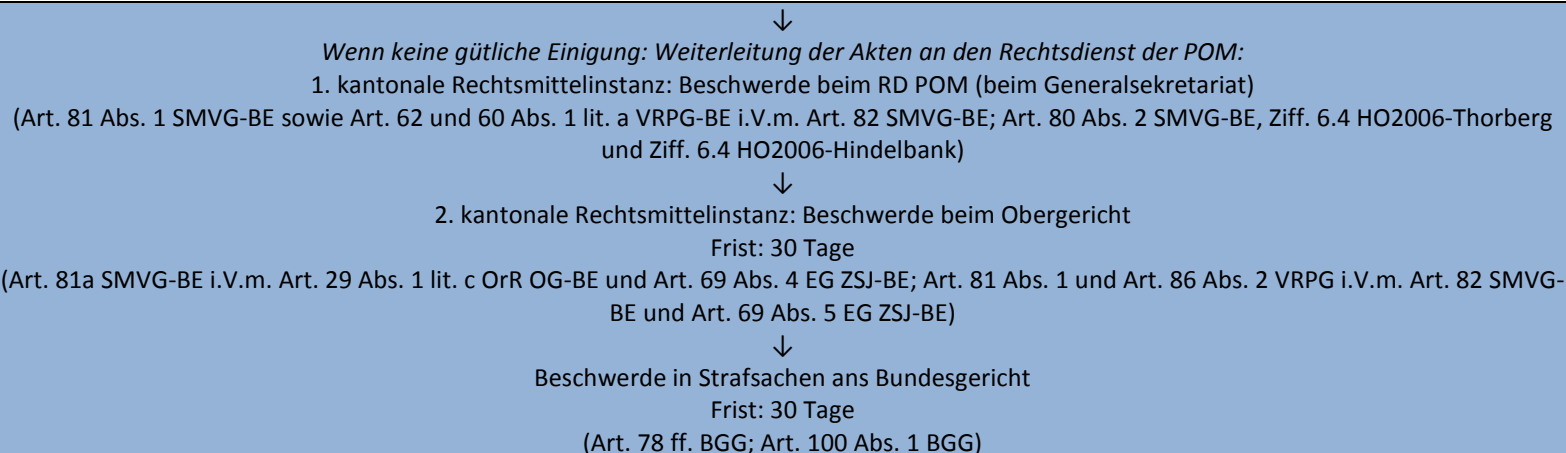 ↓
Wenn keine gütliche Einigung: Weiterleitung der Akten an den Rechtsdienst der POM:
1. kantonale Rechtsmittelinstanz: Beschwerde beim RD POM (beim Generalsekretariat)
(Art. 81 Abs. 1 SMVG-BE sowie Art. 62 und 60 Abs. 1 lit. a VRPG-BE i.V.m. Art. 82 SMVG-BE; Art. 80 Abs. 2 SMVG-BE, Ziff. 6.4 HO2006-Thorberg
und Ziff. 6.4 HO2006-Hindelbank)
↓
2. kantonale Rechtsmittelinstanz: Beschwerde beim Obergericht
Frist: 30 Tage
(Art. 81a SMVG-BE i.V.m. Art. 29 Abs. 1 lit. c OrR OG-BE und Art. 69 Abs. 4 EG ZSJ-BE; Art. 81 Abs. 1 und Art. 86 Abs. 2 VRPG i.V.m. Art. 82 SMVG-
BE und Art. 69 Abs. 5 EG ZSJ-BE)
↓
Beschwerde in Strafsachen ans Bundesgericht
Frist: 30 Tage
(Art. 78 ff. BGG; Art. 100 Abs. 1 BGG)